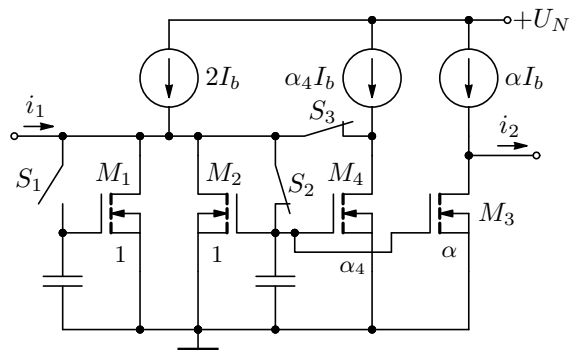 +U_N
2I_b
α_4I_b
αI_b
i_1
S_3
i_2
S_1
M_1
M_2
S_2
M_4
M_3
1
1
α_4
α